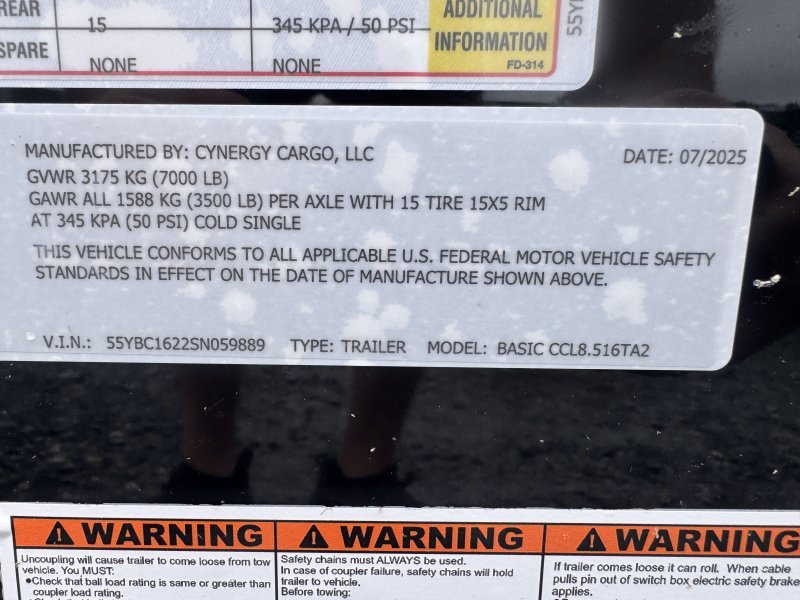 REAR 15 345 KPA / 50 PSI
SPARE NONE NONE
ADDITIONAL
INFORMATION
FD-314
MANUFACTURED BY: CYNERGY CARGO, LLC DATE: 07/2025
GVWR 3175 KG (7000 LB)
GAWR ALL 1588 KG (3500 LB) PER AXLE WITH 15 TIRE 15X5 RIM
AT 345 KPA (50 PSI) COLD SINGLE
THIS VEHICLE CONFORMS TO ALL APPLICABLE U.S. FEDERAL MOTOR VEHICLE SAFETY
STANDARDS IN EFFECT ON THE DATE OF MANUFACTURE SHOWN ABOVE.
V.I.N.: 55YBC1622SN059889 TYPE: TRAILER MODEL: BASIC CCL8.516TA2
WARNING
Uncoupling will cause trailer to come loose from tow
vehicle. You MUST:
•Check that ball load rating is same or greater than
coupler load rating.
WARNING
Safety chains must ALWAYS be used.
In case of coupler failure, safety chains will hold
trailer to vehicle.
Before towing:
WARNING
If trailer comes loose it can roll. When cable
pulls pin out of switch box electric safety brake
applies.